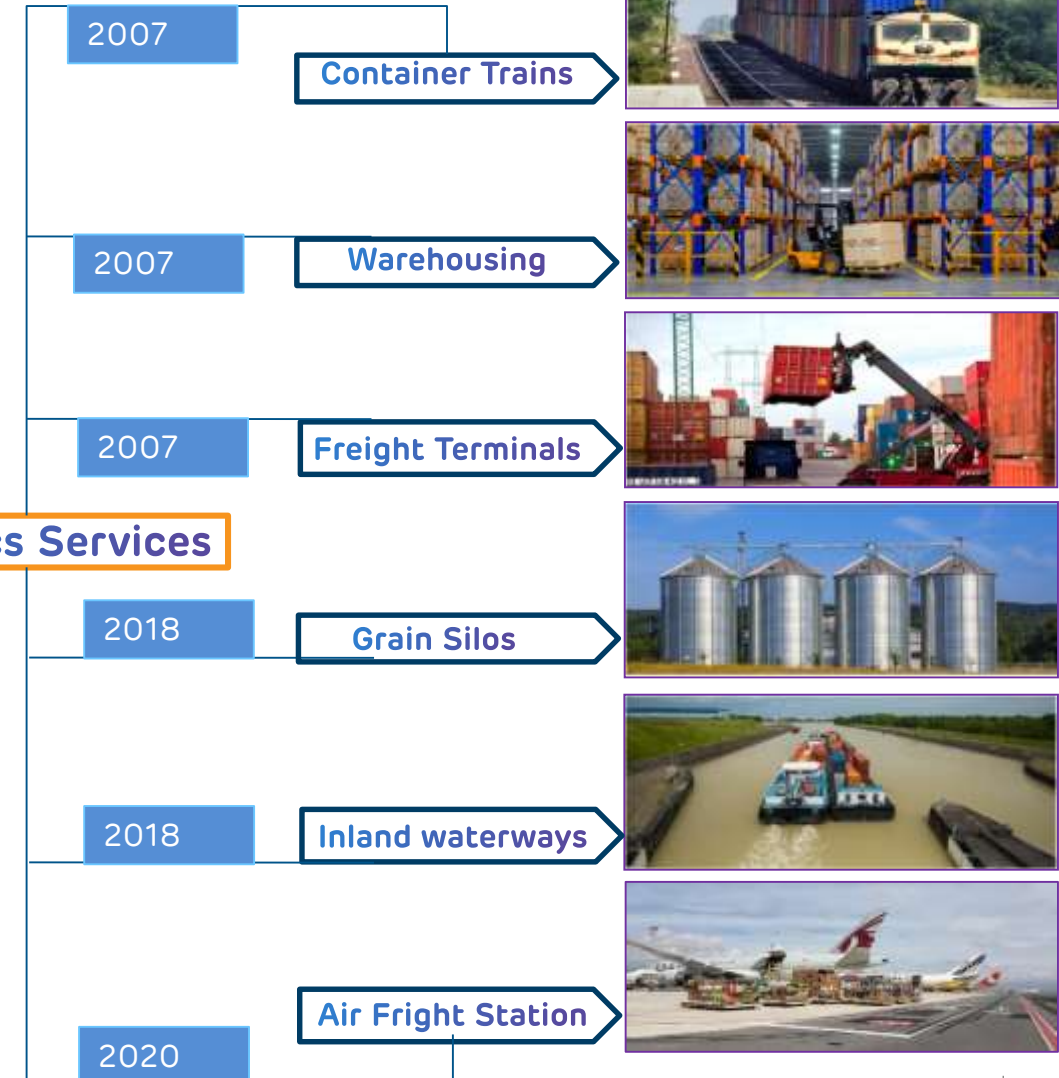 2007
Container Trains
2007
Warehousing
2007
Freight Terminals
Services
2018
Grain Silos
2018
Inland waterways
Air Fright Station
2020